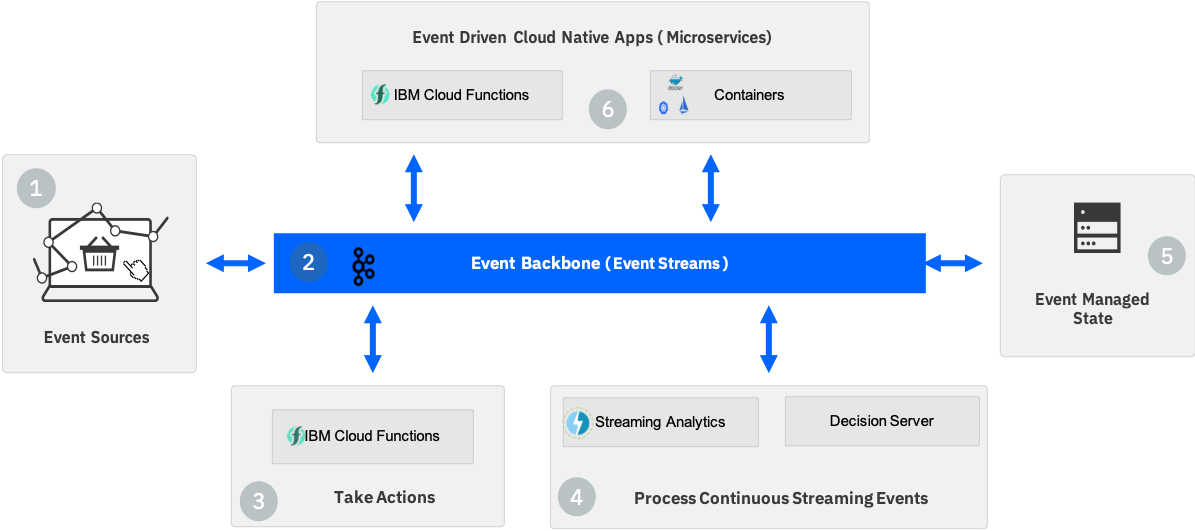 Event Driven Cloud Native Apps (Microservices)
IBM Cloud Functions
docker
Containers
6
1
Event Sources
2
Event Backbone (Event Streams)
5
Event Managed
State
IBM Cloud Functions
3
Take Actions
Streaming Analytics
Decision Server
4
Process Continuous Streaming Events